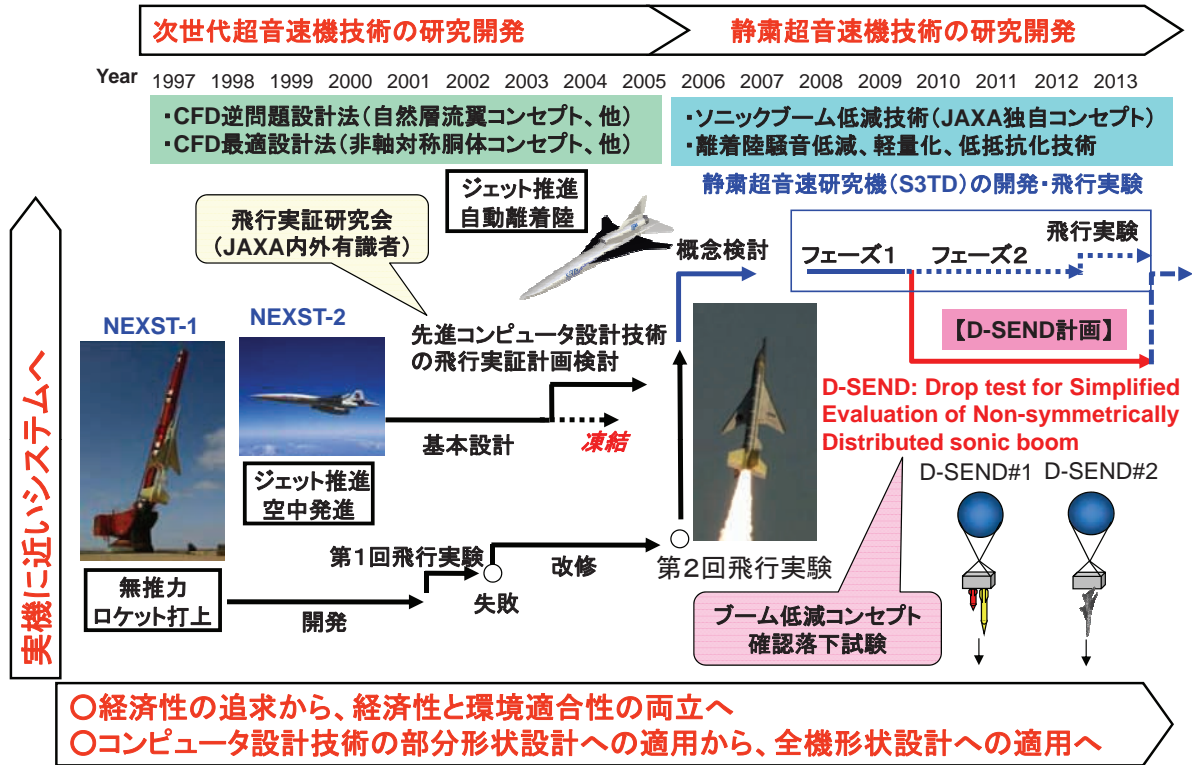 次世代超音速機技術の研究開発
静粛超音速機技術の研究開発
Year 1997 1998 1999 2000 2001 2002 2003 2004 2005 2006 2007 2008 2009 2010 2011 2012 2013
・CFD逆問題設計法（自然層流翼コンセプト、他）
・CFD最適設計法（非軸対称胴体コンセプト、他）
・ソニックブーム低減技術（JAXA独自コンセプト）
・離着陸騒音低減、軽量化、低抵抗化技術
静粛超音速研究機（S3TD）の開発・飛行実験
ジェット推進
自動離着陸
飛行実証研究会
（JAXA内外有識者）
概念検討
フェーズ１
フェーズ２
飛行実験
【D-SEND計画】
NEXST-1
NEXST-2
先進コンピュータ設計技術
の飛行実証計画検討
基本設計
凍結
ジェット推進
空中発進
D-SEND: Drop test for Simplified
Evaluation of Non-symmetrically
Distributed sonic boom
D-SEND#1
D-SEND#2
第１回飛行実験
改修
失敗
第２回飛行実験
無推力
ロケット打上
開発
ブーム低減コンセプト
確認落下試験
実機に近いシステムへ
○経済性の追求から、経済性と環境適合性の両立へ
○コンピュータ設計技術の部分形状設計への適用から、全機形状設計への適用へ